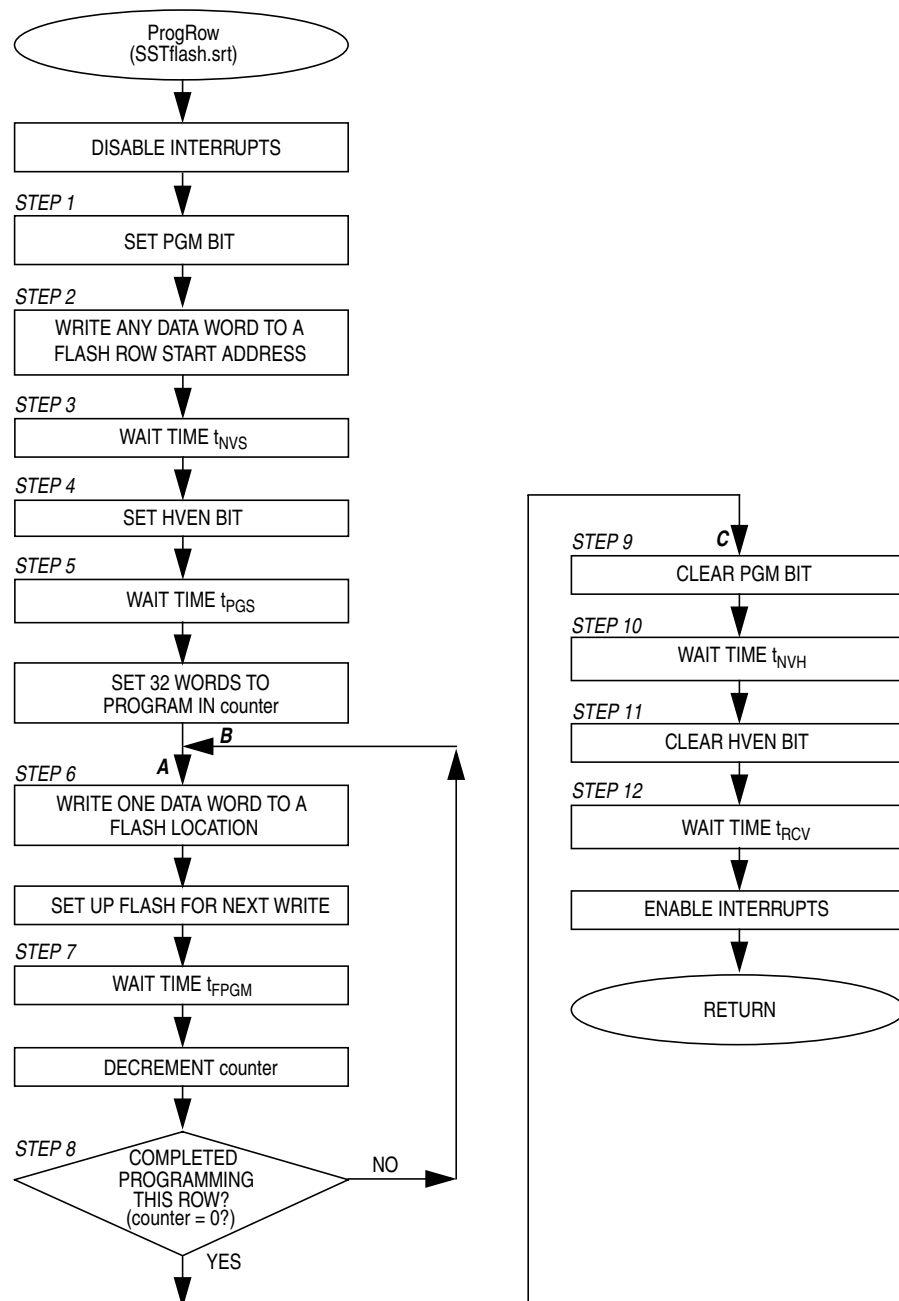 ProgRow
(SSTflash.srt)
DISABLE INTERRUPTS
STEP 1
SET PGM BIT
STEP 2
WRITE ANY DATA WORD TO A
FLASH ROW START ADDRESS
STEP 3
WAIT TIME tNVS
STEP 4
SET HVEN BIT
STEP 5
WAIT TIME tPGS
SET 32 WORDS TO
PROGRAM IN counter
B
A
STEP 6
WRITE ONE DATA WORD TO A
FLASH LOCATION
SET UP FLASH FOR NEXT WRITE
STEP 7
WAIT TIME tFPGM
DECREMENT counter
STEP 8
COMPLETED
PROGRAMMING
THIS ROW?
(counter = 0?)
NO
YES
C
STEP 9
CLEAR PGM BIT
STEP 10
WAIT TIME tNVH
STEP 11
CLEAR HVEN BIT
STEP 12
WAIT TIME tRCV
ENABLE INTERRUPTS
RETURN